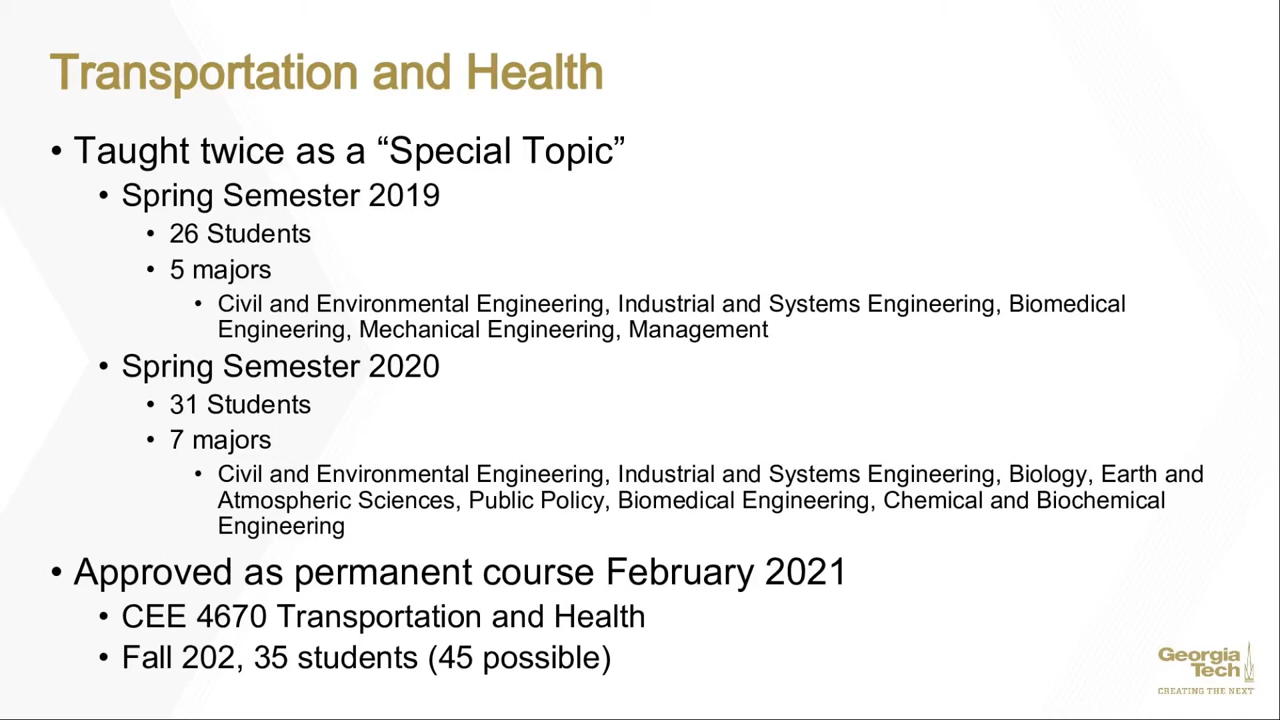 Transportation and Health
• Taught twice as a “Special Topic”
• Spring Semester 2019
• 26 Students
• 5 majors
• Civil and Environmental Engineering, Industrial and Systems Engineering, Biomedical
Engineering, Mechanical Engineering, Management
• Spring Semester 2020
• 31 Students
• 7 majors
• Civil and Environmental Engineering, Industrial and Systems Engineering, Biology, Earth and
Atmospheric Sciences, Public Policy, Biomedical Engineering, Chemical and Biochemical
Engineering
• Approved as permanent course February 2021
• CEE 4670 Transportation and Health
• Fall 202, 35 students (45 possible)
Georgia
Tech
CREATING THE NEXT